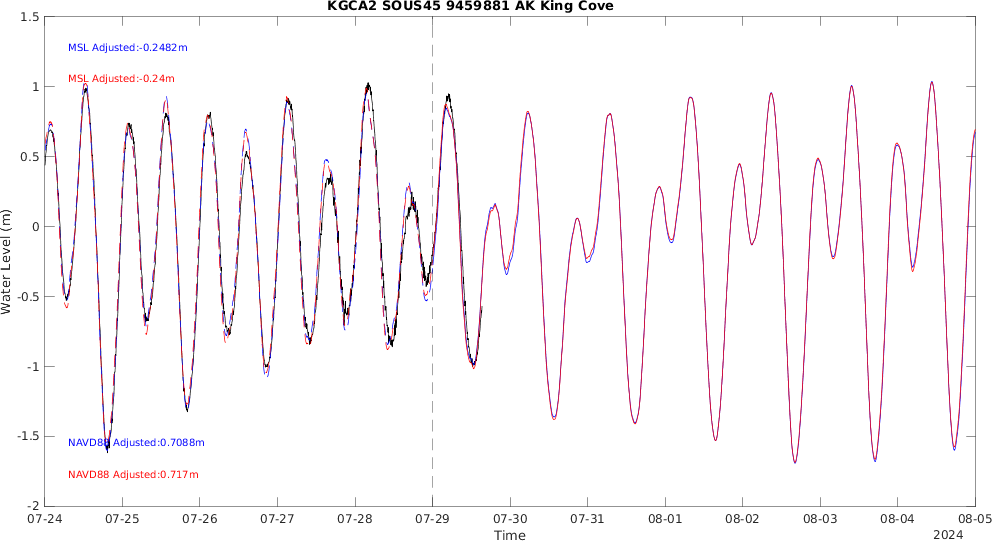 KGCA2 SOUS45 9459881 AK King Cove
MSL Adjusted:-0.2482m
MSL Adjusted:-0.24m
NAVD88 Adjusted:0.7088m
NAVD88 Adjusted:0.717m
Water Level (m)
1.5
1
0.5
0
-0.5
-1
-1.5
-2
07-24 07-25 07-26 07-27 07-28 07-29 07-30 07-31 08-01 08-02 08-03 08-04 08-05
Time
2024